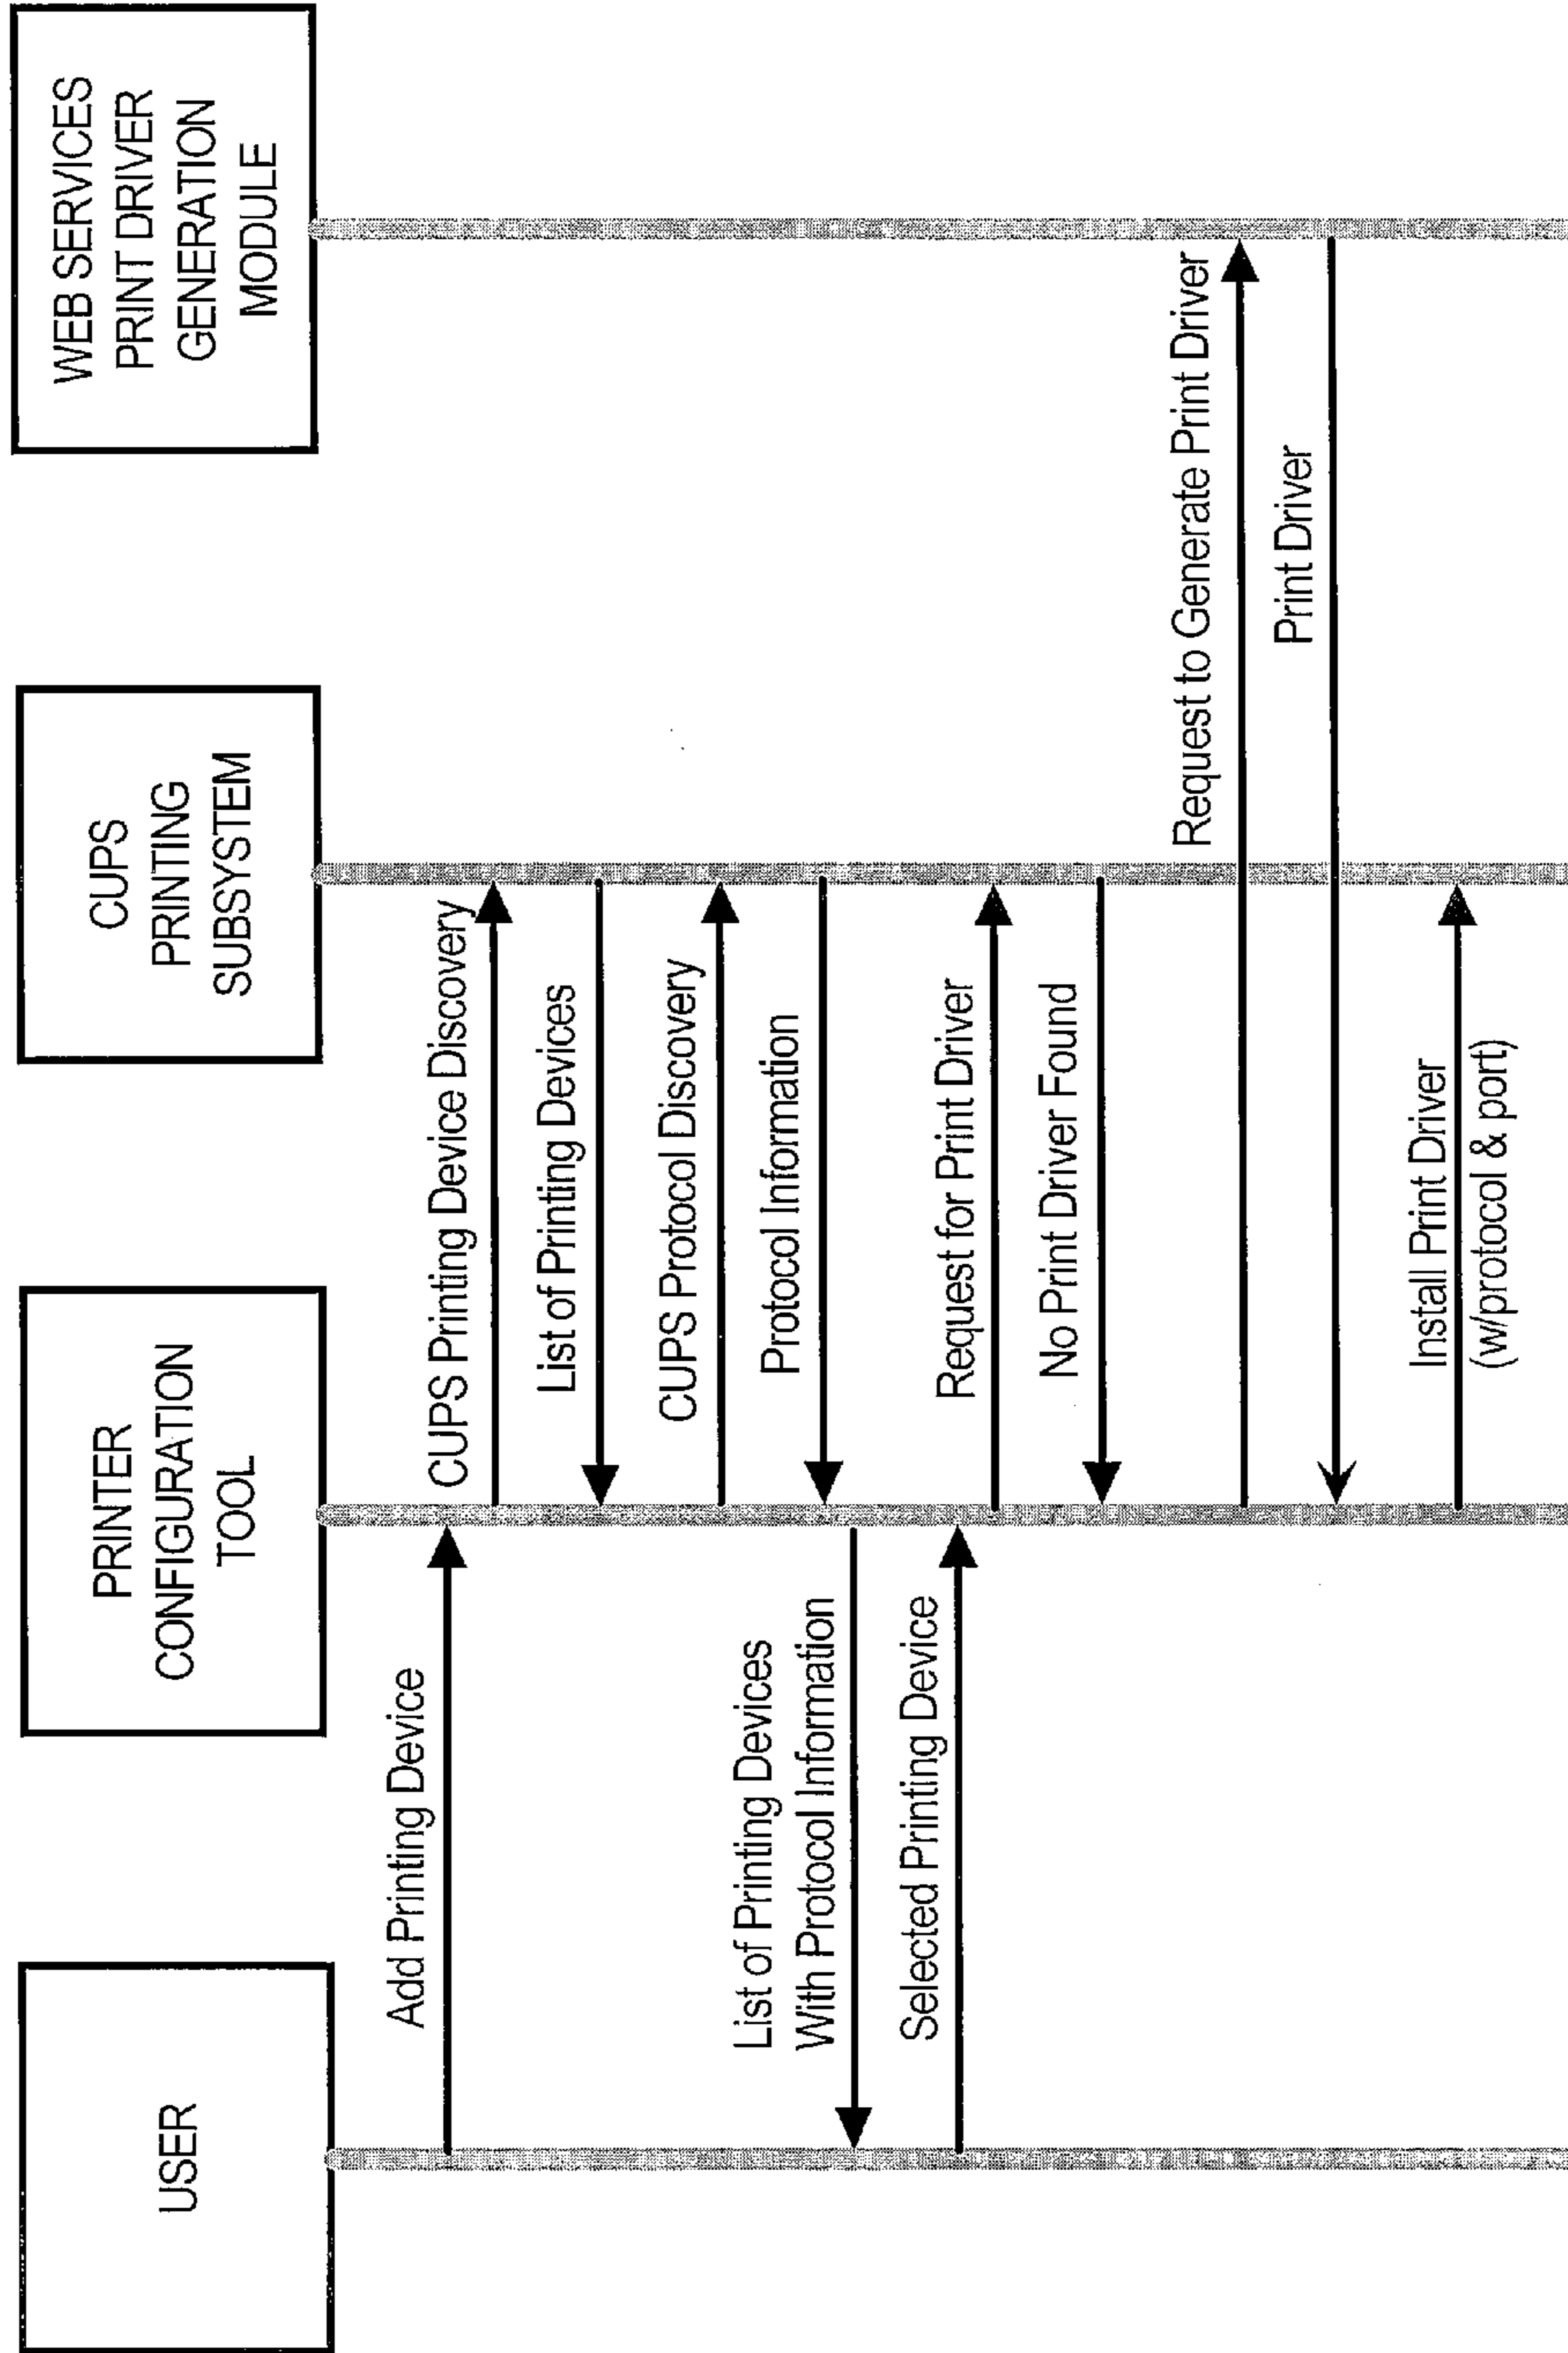 USER
PRINTER
CONFIGURATION
TOOL
CUPS
PRINTING
SUBSYSTEM
WEB SERVICES
PRINT DRIVER
GENERATION
MODULE
Add Printing Device
CUPS Printing Device Discovery
List of Printing Devices
CUPS Protocol Discovery
Protocol Information
List of Printing Devices
With Protocol Information
Selected Printing Device
Request for Print Driver
No Print Driver Found
Request to Generate Print Driver
Print Driver
Install Print Driver
(w/protocol & port)